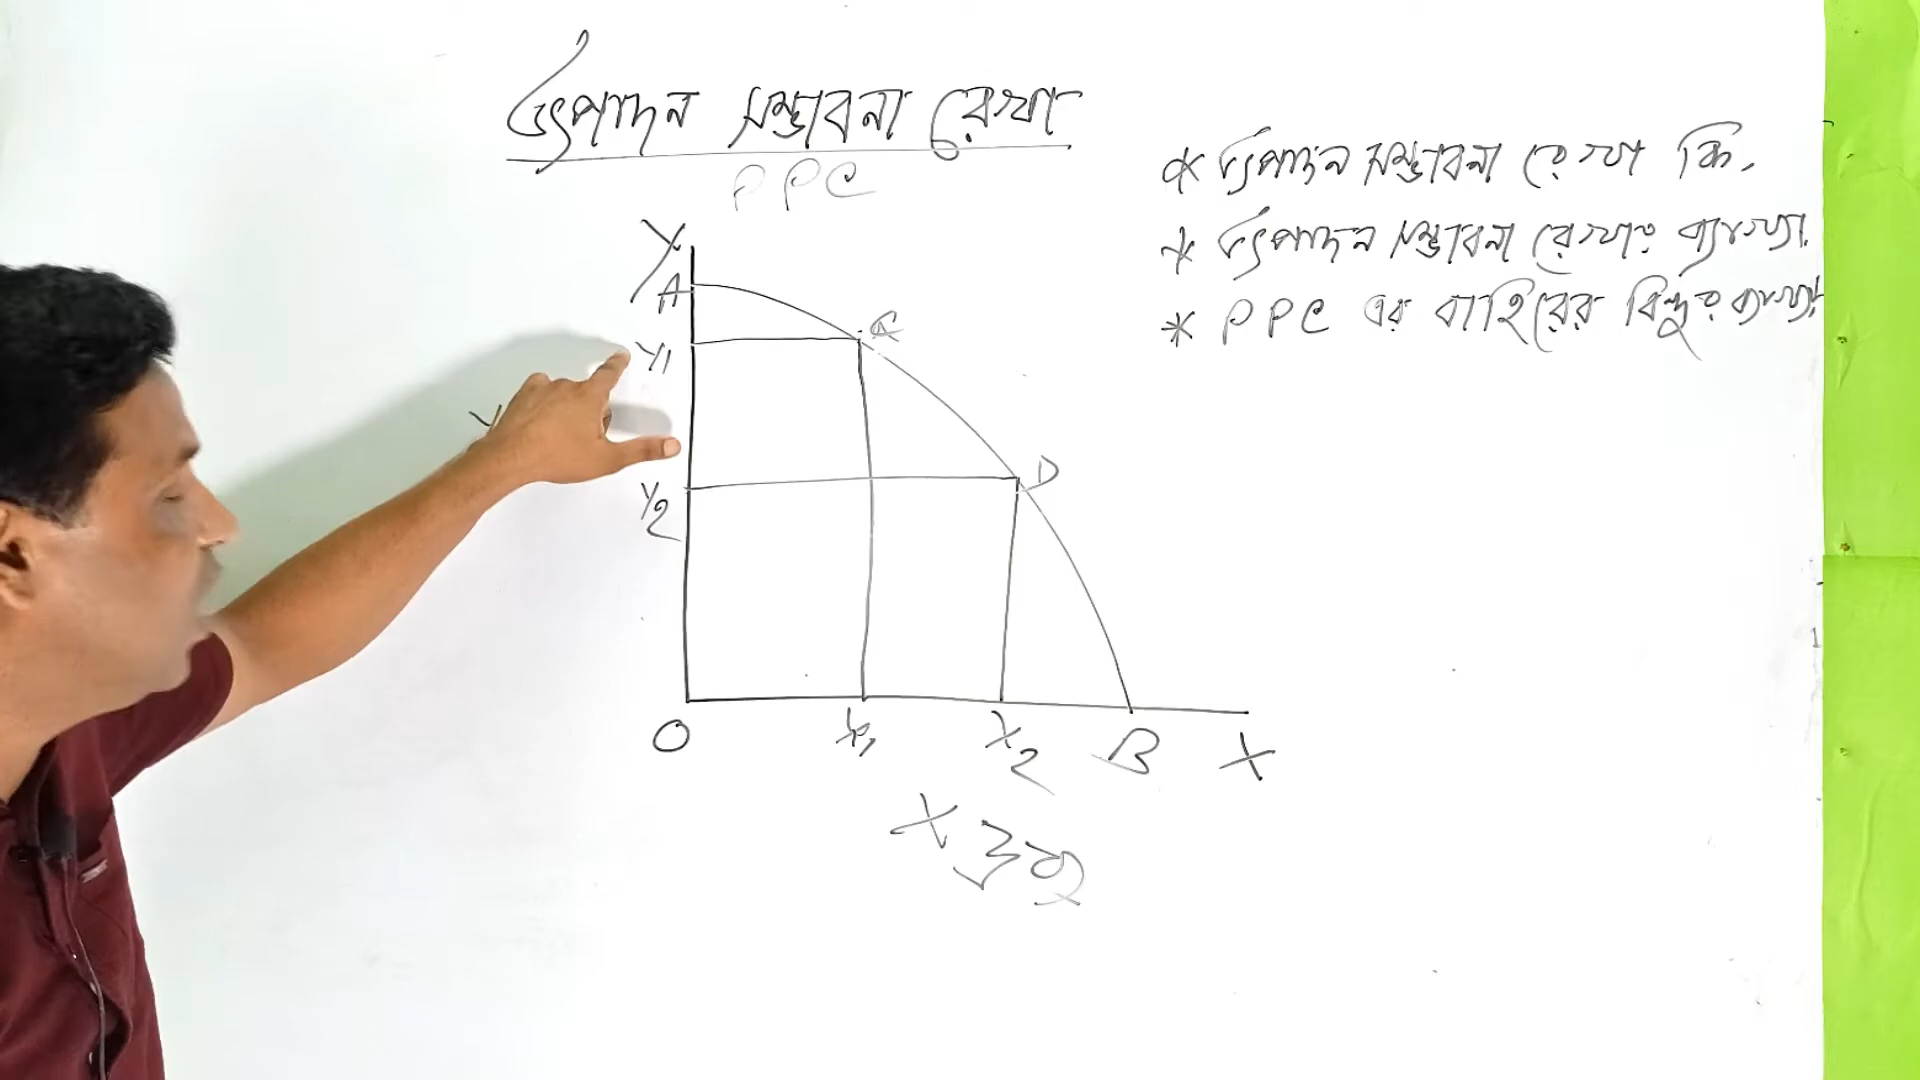 উৎপাদন সম্ভাবনা রেখা
PPC
* উৎপাদন সম্ভাবনা রেখা কি,
* উৎপাদন সম্ভাবনা রেখার ব্যাখ্যা,
* PPC এর বাহিরের বিন্দুর ব্যাখ্যা,
Y
A
C
Y1
Y
D
Y2
O
X1
X2
B
X
X দ্রব্য